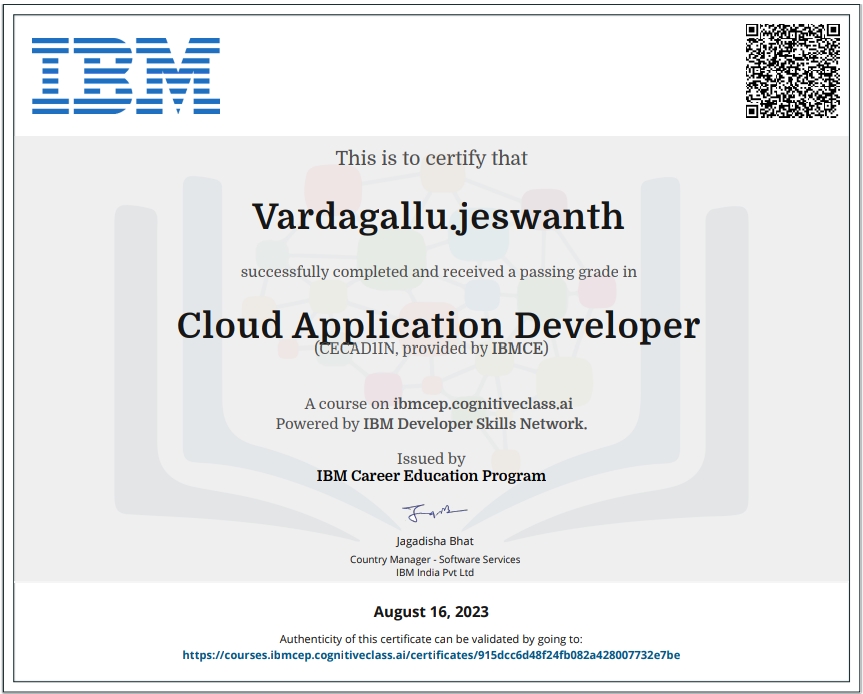 IBM
This is to certify that
Vardagallu.jeswanth
successfully completed and received a passing grade in
Cloud Application Developer
(CECAD1IN, provided by IBMCE)
A course on ibmcep.cognitiveclass.ai
Powered by IBM Developer Skills Network.
Issued by
IBM Career Education Program
Jagadisha Bhat
Country Manager - Software Services
IBM India Pvt Ltd
August 16, 2023
Authenticity of this certificate can be validated by going to:
https://courses.ibmcep.cognitiveclass.ai/certificates/915dcc6d48f24fb082a428007732e7be